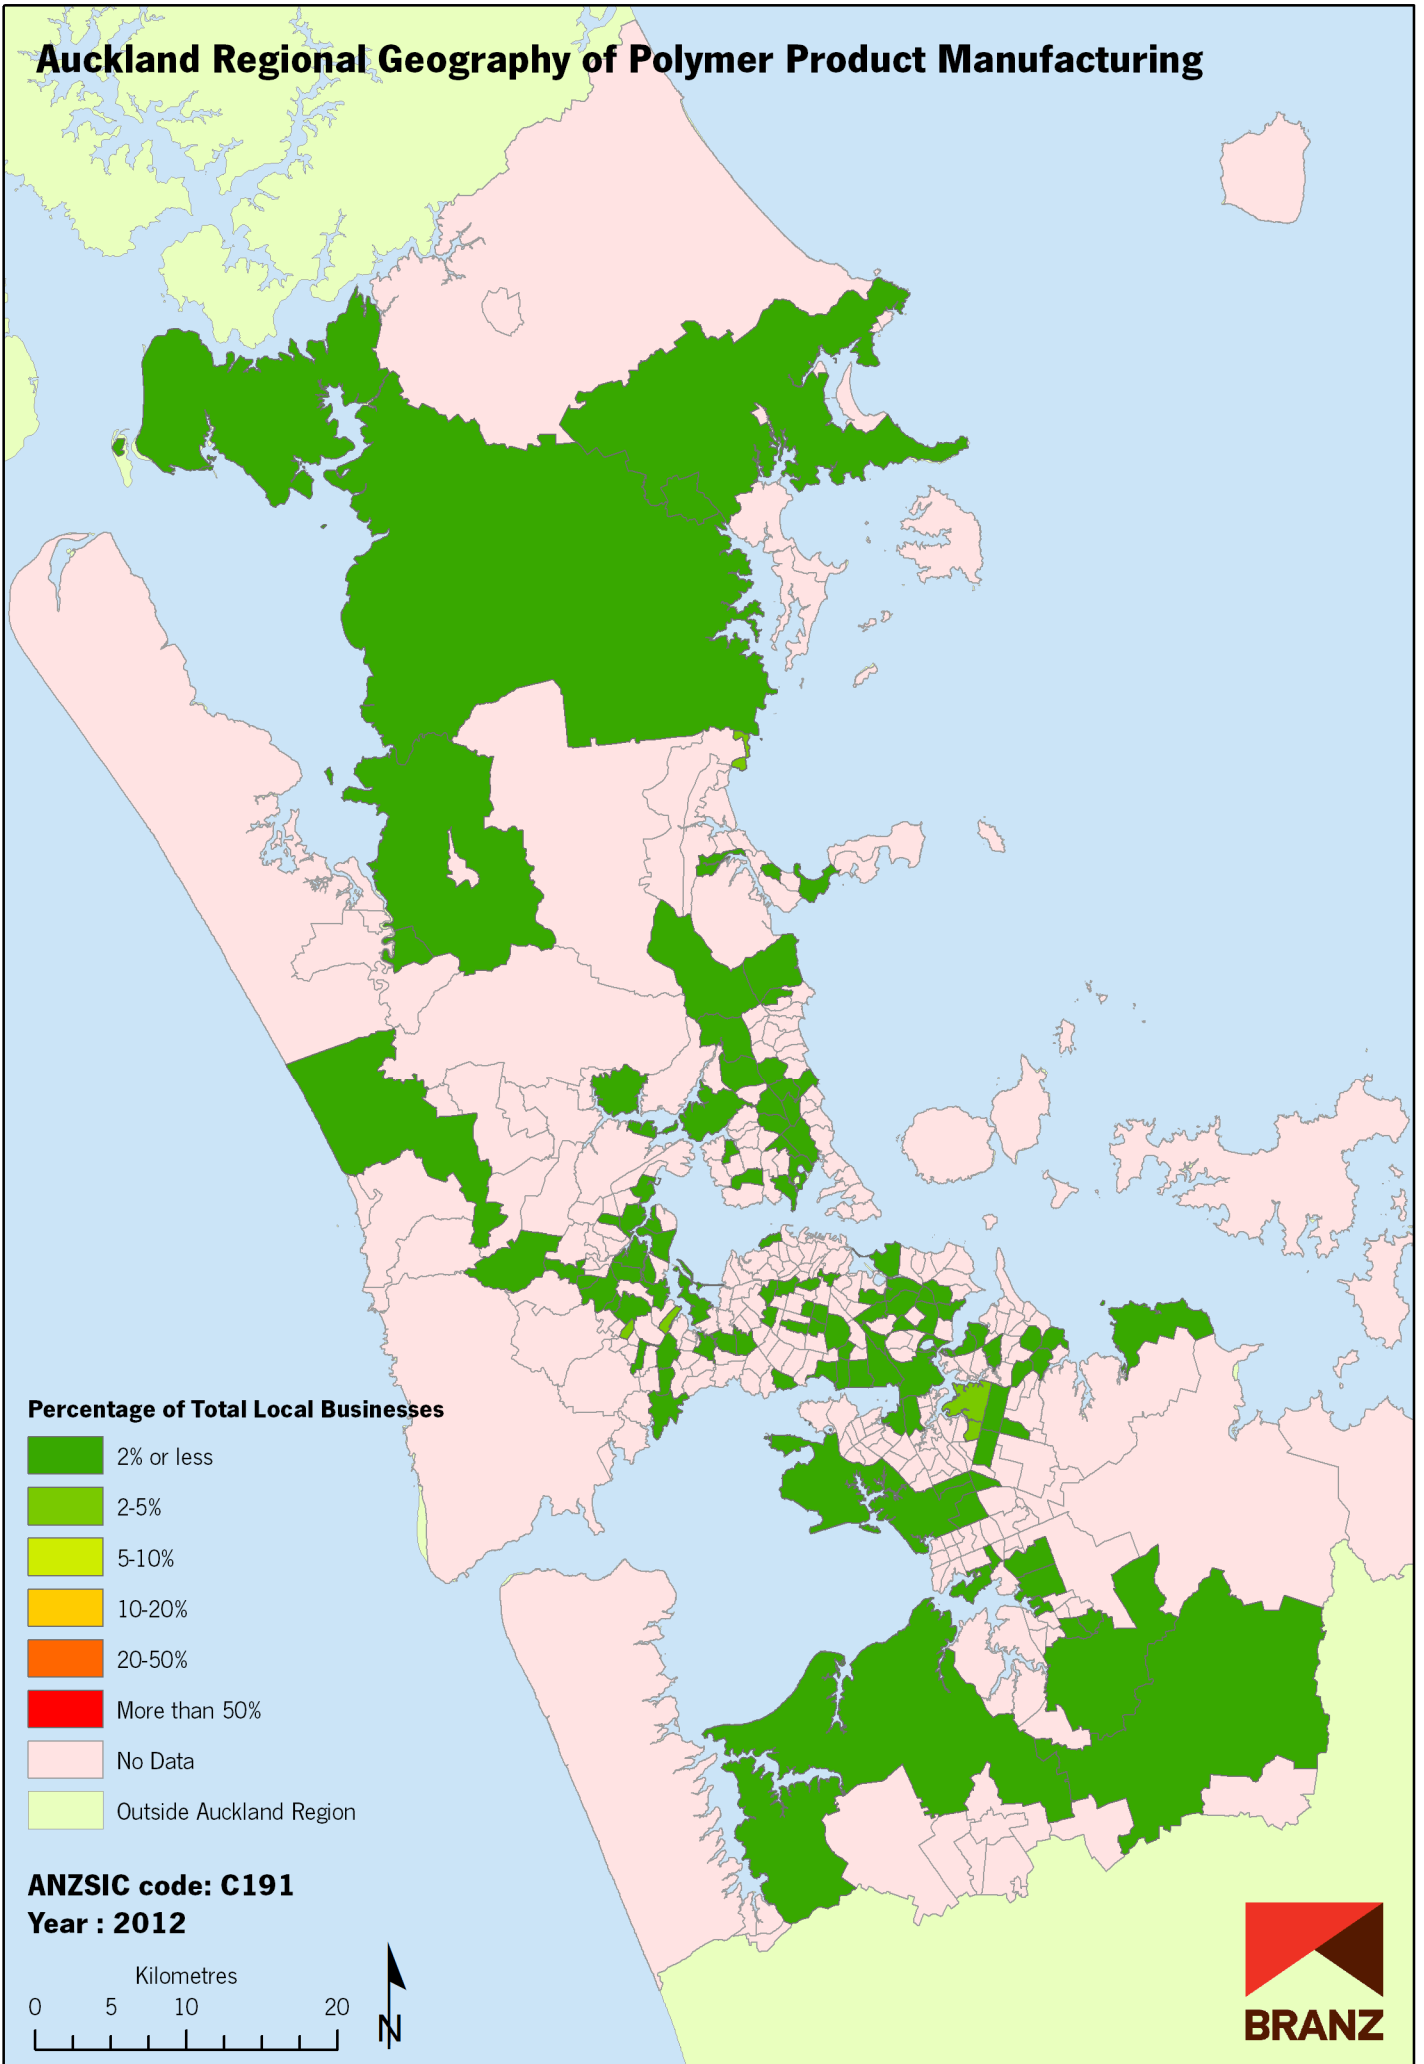 Auckland Regional Geography of Polymer Product Manufacturing
Percentage of Total Local Businesses
2% or less
2-5%
5-10%
10-20%
20-50%
More than 50%
No Data
Outside Auckland Region
ANZSIC code: C191
Year : 2012
Kilometres
0 5 10 20
N
BRANZ